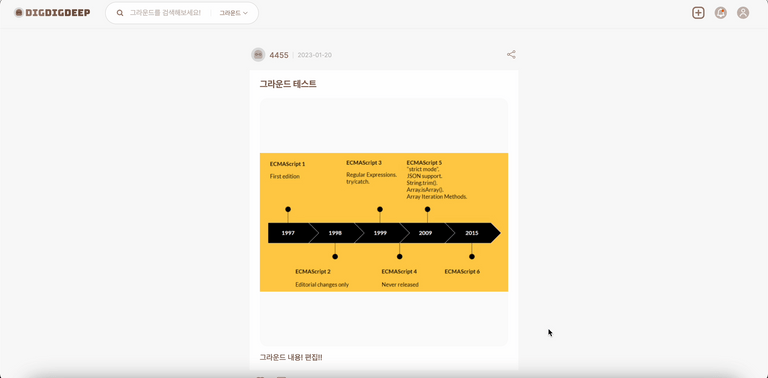 DIGDIGDEEP
그라운드를 검색해보세요!
그라운드
4455
2023-01-20
그라운드 테스트
ECMAScript 1
First edition
ECMAScript 3
Regular Expressions.
try/catch.
ECMAScript 5
"strict mode".
JSON support.
String.trim().
Array.isArray().
Array Iteration Methods.
1997
1998
1999
2009
2015
ECMAScript 2
Editorial changes only
ECMAScript 4
Never released
ECMAScript 6
그라운드 내용! 편집!!